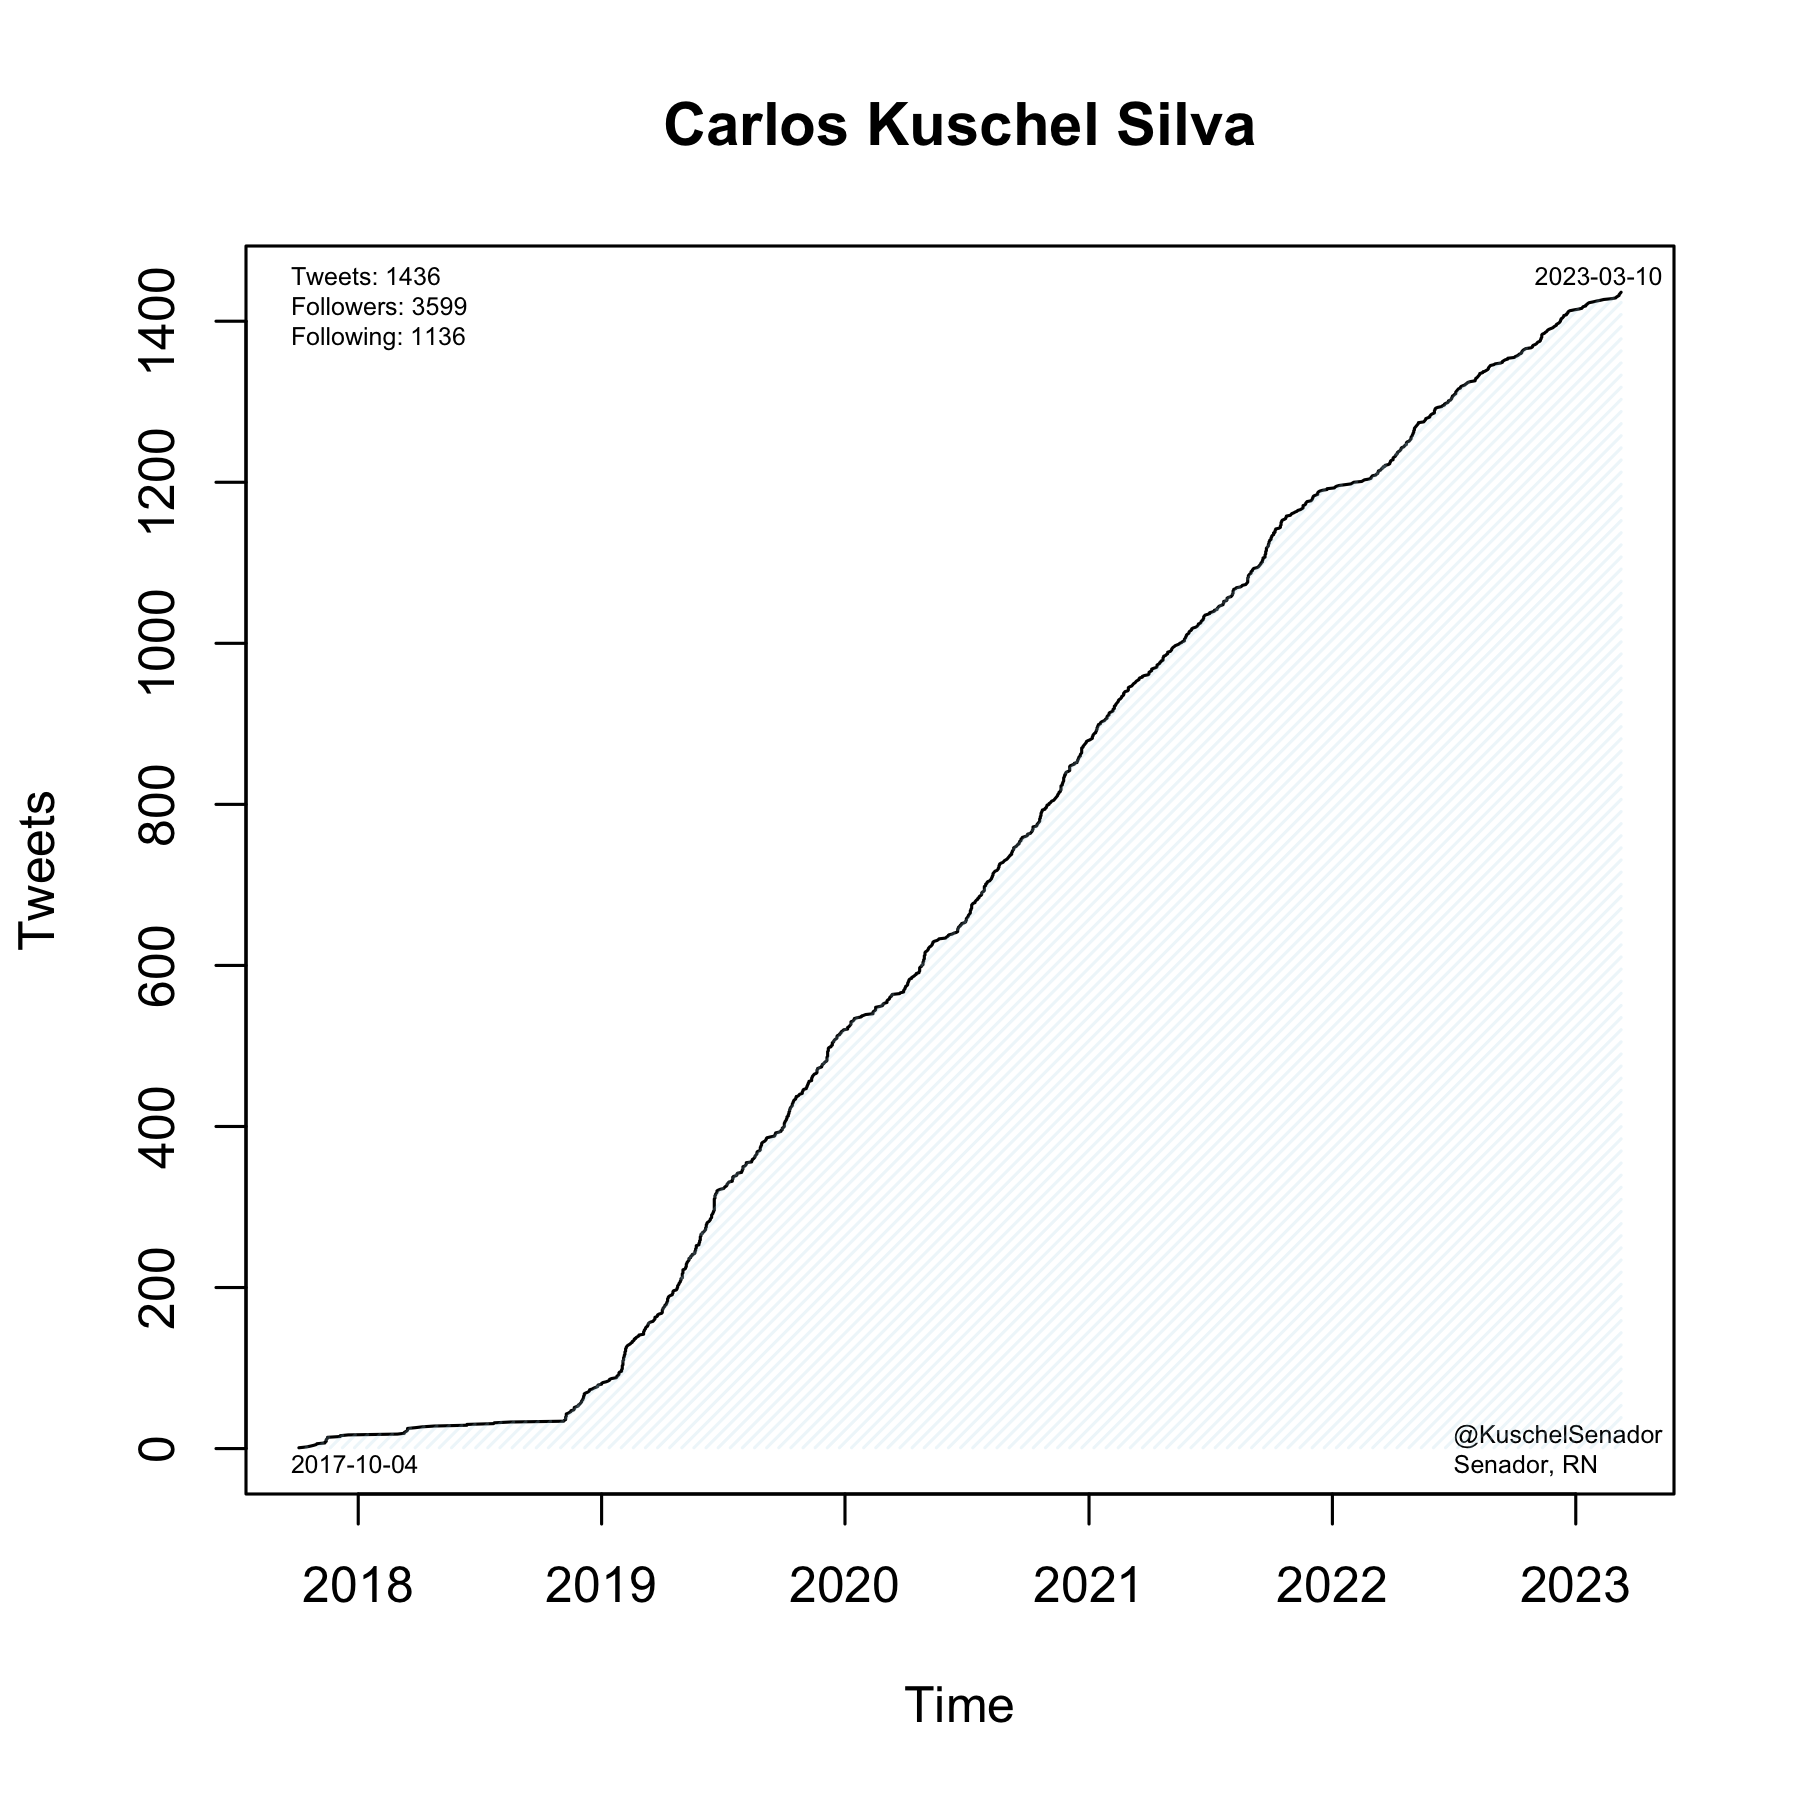 Carlos Kuschel Silva
Tweets: 1436
Followers: 3599
Following: 1136
2023-03-10
1400
1200
1000
800
600
400
200
0
Tweets
2017-10-04
@KuschelSenador
Senador, RN
2018 2019 2020 2021 2022 2023
Time